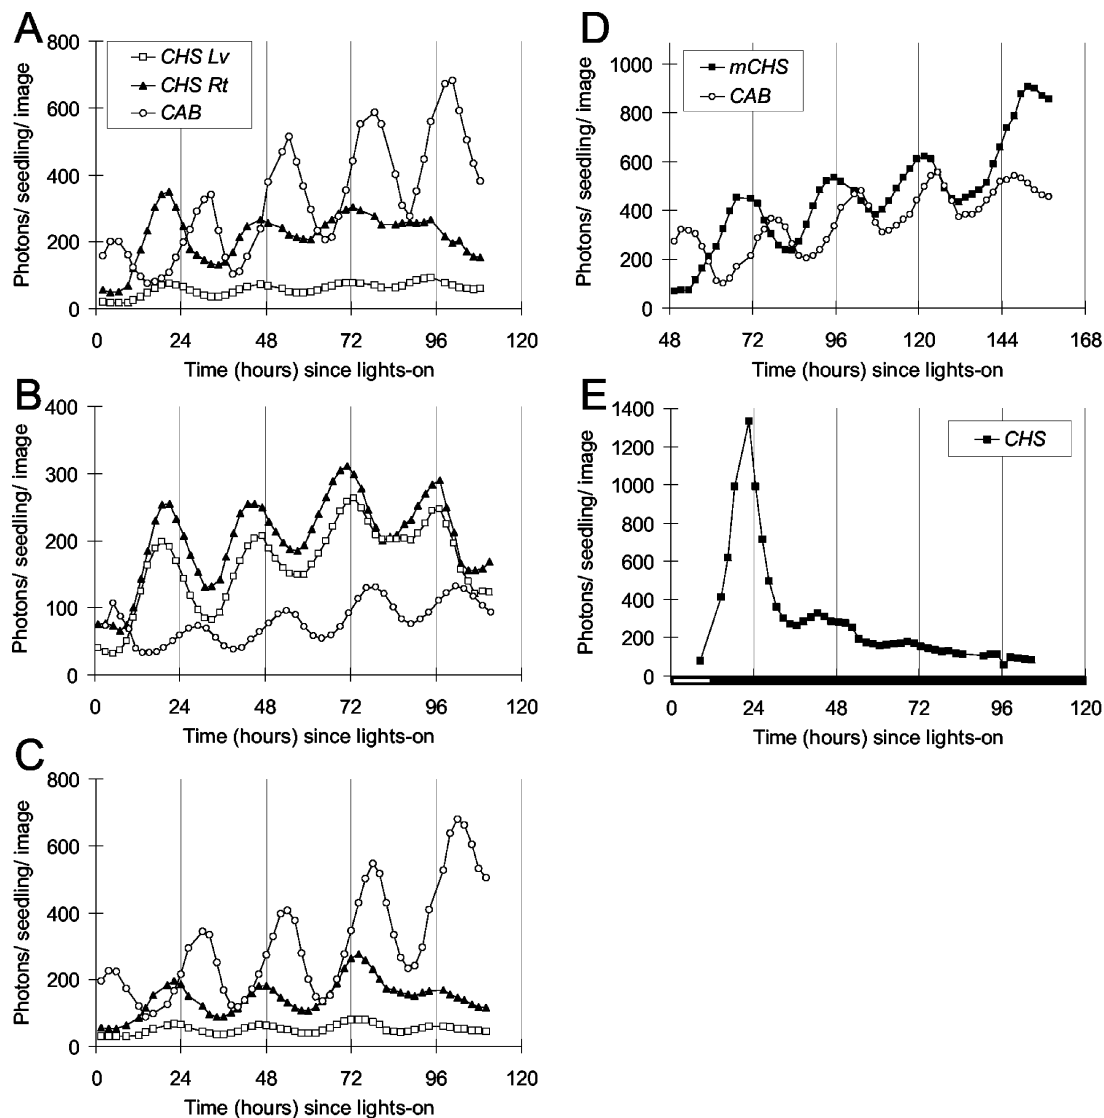 A
800
600
400
200
0
CHS Lv
CHS Rt
CAB
Photons/ seedling/ image
0 24 48 72 96 120
Time (hours) since lights-on
B
400
300
200
100
0
Photons/ seedling/ image
0 24 48 72 96 120
Time (hours) since lights-on
C
800
600
400
200
0
Photons/ seedling/ image
0 24 48 72 96 120
Time (hours) since lights-on
D
1000
800
600
400
200
0
mCHS
CAB
Photons/ seedling/ image
48 72 96 120 144 168
Time (hours) since lights-on
E
1400
1200
1000
800
600
400
200
0
CHS
Photons/ seedling/ image
0 24 48 72 96 120
Time (hours) since lights-on